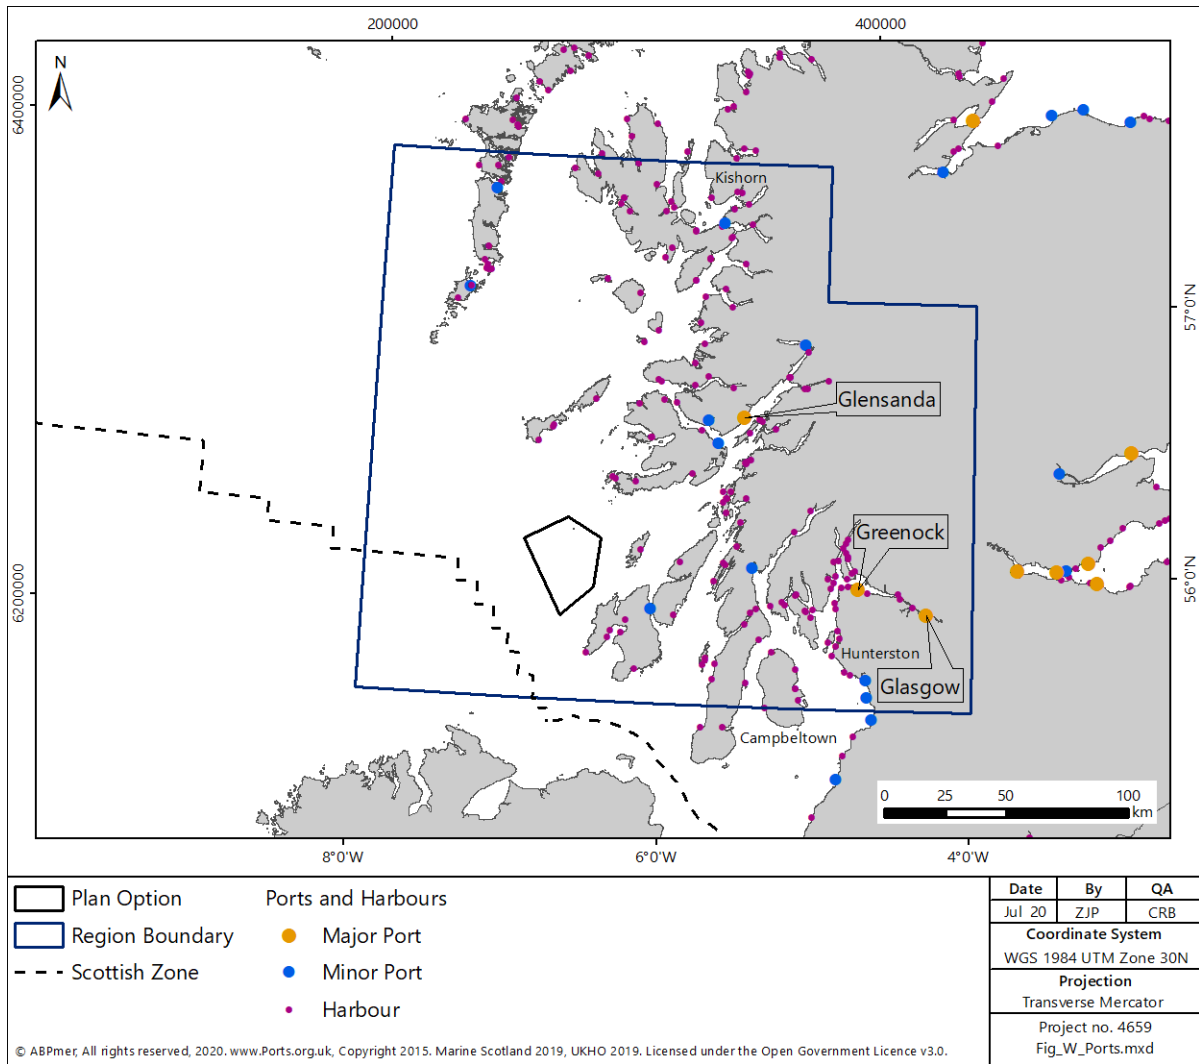 200000
400000
N
6400000
6200000
57°0'N
56°0'N
Kishorn
Glensanda
Greenock
Hunterston
Glasgow
Campbeltown
0 25 50 100
km
8°0'W
6°0'W
4°0'W
Plan Option
Region Boundary
Scottish Zone
Ports and Harbours
Major Port
Minor Port
Harbour
Date By QA
Jul 20 ZJP CRB
Coordinate System
WGS 1984 UTM Zone 30N
Projection
Transverse Mercator
Project no. 4659
Fig_W_Ports.mxd
© ABPmer, All rights reserved, 2020. www.Ports.org.uk, Copyright 2015. Marine Scotland 2019, UKHO 2019. Licensed under the Open Government Licence v3.0.